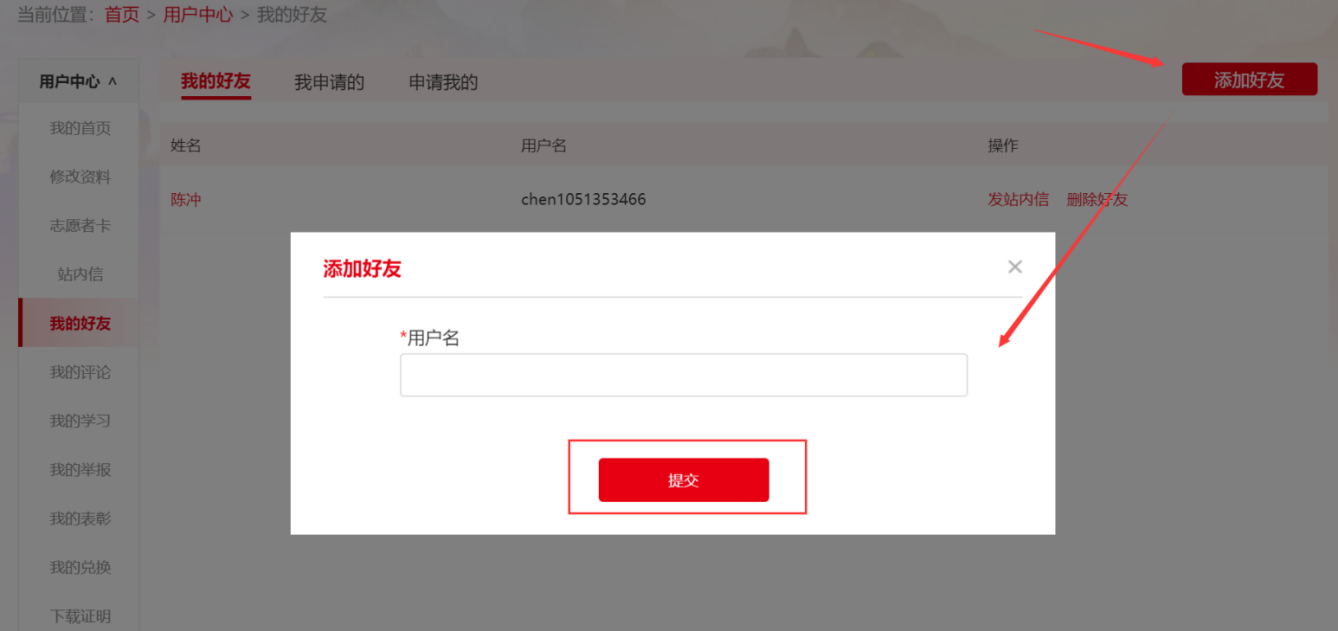 当前位置：首页 > 用户中心 > 我的好友
用户中心 ∧
我的好友 我申请的 申请我的 添加好友
我的首页
姓名 用户名 操作
修改资料
陈冲 chen1051353466 发站内信 删除好友
志愿者卡
站内信
我的好友
我的评论
我的学习
我的举报
我的表彰
我的兑换
下载证明
添加好友 ×
*用户名
提交